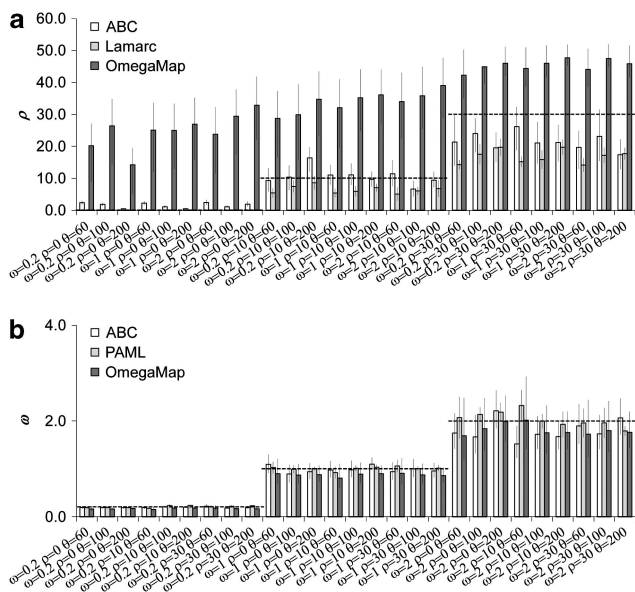 a
60.0
50.0
40.0
30.0
20.0
10.0
0.0
ρ
ABC
Lamarc
OmegaMap
ω=0.2 ρ=0 θ=60
ω=0.2 ρ=0 θ=100
ω=0.2 ρ=0 θ=200
ω=1 ρ=0 θ=60
ω=1 ρ=0 θ=100
ω=1 ρ=0 θ=200
ω=2 ρ=0 θ=60
ω=2 ρ=0 θ=100
ω=2 ρ=0 θ=200
ω=0.2 ρ=10 θ=60
ω=0.2 ρ=10 θ=100
ω=0.2 ρ=10 θ=200
ω=1 ρ=10 θ=60
ω=1 ρ=10 θ=100
ω=1 ρ=10 θ=200
ω=2 ρ=10 θ=60
ω=2 ρ=10 θ=100
ω=2 ρ=10 θ=200
ω=0.2 ρ=30 θ=60
ω=0.2 ρ=30 θ=100
ω=0.2 ρ=30 θ=200
ω=1 ρ=30 θ=60
ω=1 ρ=30 θ=100
ω=1 ρ=30 θ=200
ω=2 ρ=30 θ=60
ω=2 ρ=30 θ=100
ω=2 ρ=30 θ=200
b
4.0
2.0
0.0
ω
ABC
PAML
OmegaMap
ω=0.2 ρ=0 θ=60
ω=0.2 ρ=0 θ=100
ω=0.2 ρ=0 θ=200
ω=0.2 ρ=10 θ=60
ω=0.2 ρ=10 θ=100
ω=0.2 ρ=10 θ=200
ω=0.2 ρ=30 θ=60
ω=0.2 ρ=30 θ=100
ω=0.2 ρ=30 θ=200
ω=1 ρ=0 θ=60
ω=1 ρ=0 θ=100
ω=1 ρ=0 θ=200
ω=1 ρ=10 θ=60
ω=1 ρ=10 θ=100
ω=1 ρ=10 θ=200
ω=1 ρ=30 θ=60
ω=1 ρ=30 θ=100
ω=1 ρ=30 θ=200
ω=2 ρ=0 θ=60
ω=2 ρ=0 θ=100
ω=2 ρ=0 θ=200
ω=2 ρ=10 θ=60
ω=2 ρ=10 θ=100
ω=2 ρ=10 θ=200
ω=2 ρ=30 θ=60
ω=2 ρ=30 θ=100
ω=2 ρ=30 θ=200